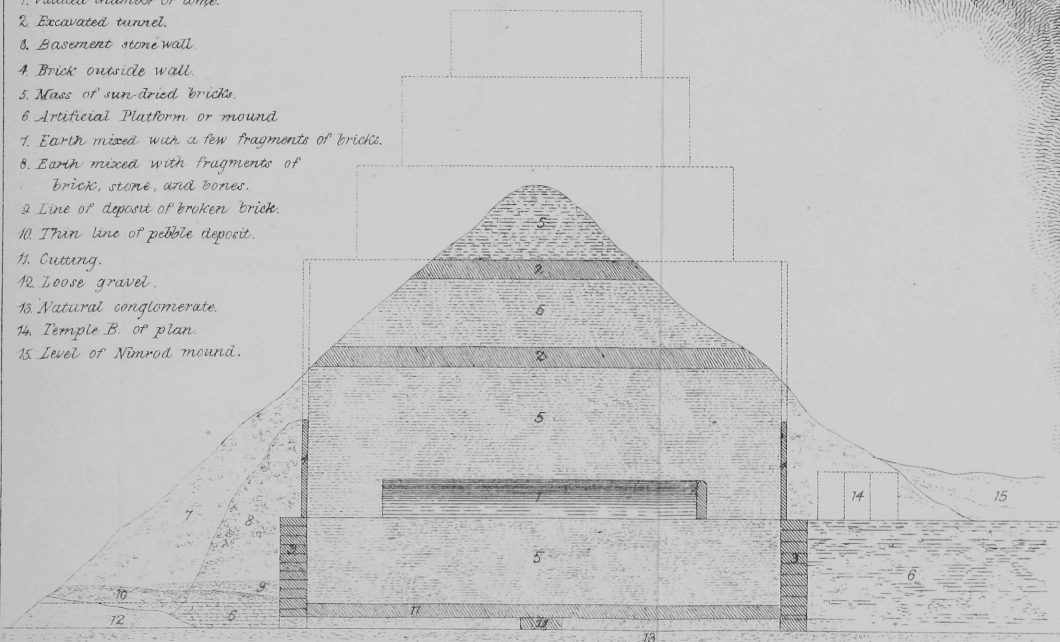 2. Excavated tunnel.
3. Basement stone wall
4. Brick outside wall.
5. Mass of sun-dried bricks.
6 Artificial Platform or mound
7. Earth mixed with a few fragments of bricks.
8. Earth mixed with fragments of
brick, stone, and bones.
9 Line of deposit of broken brick.
10. Thin line of pebble deposit.
11. Cutting.
12 Loose gravel.
13. Natural conglomerate.
14. Temple B. of plan.
15. Level of Nimrod mound.
5
2
5
2
5
1
14
15
7
8
3
5
3
6
9
10
11
12
6
13